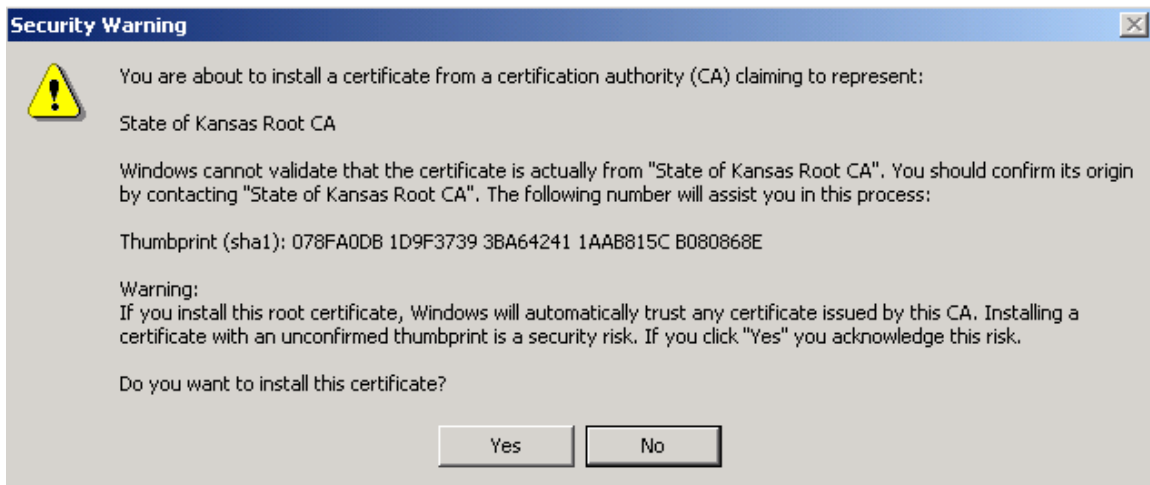 Security Warning
You are about to install a certificate from a certification authority (CA) claiming to represent:
State of Kansas Root CA
Windows cannot validate that the certificate is actually from "State of Kansas Root CA". You should confirm its origin
by contacting "State of Kansas Root CA". The following number will assist you in this process:
Thumbprint (sha1): 078FA0DB 1D9F3739 3BA64241 1AAB815C B080868E
Warning:
If you install this root certificate, Windows will automatically trust any certificate issued by this CA. Installing a
certificate with an unconfirmed thumbprint is a security risk. If you click "Yes" you acknowledge this risk.
Do you want to install this certificate?
Yes No